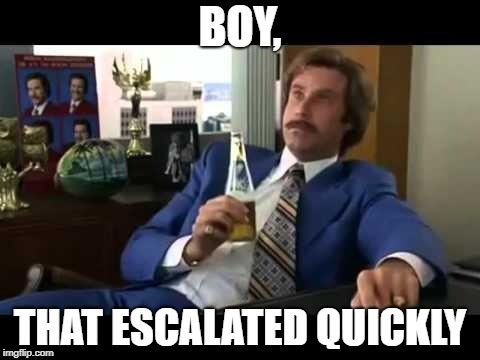 BOY,
THAT ESCALATED QUICKLY
imgflip.com